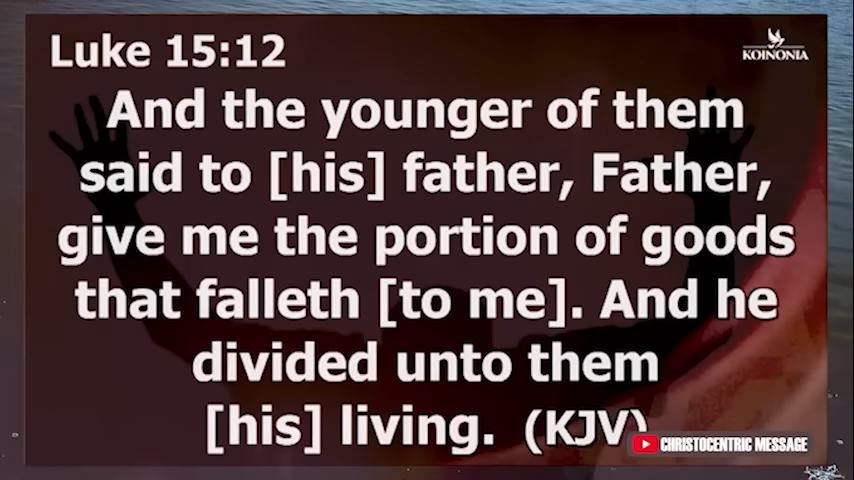 Luke 15:12
KOINONIA
And the younger of them
said to [his] father, Father,
give me the portion of goods
that falleth [to me]. And he
divided unto them
[his] living. (KJV)
CHRISTOCENTRIC MESSAGE